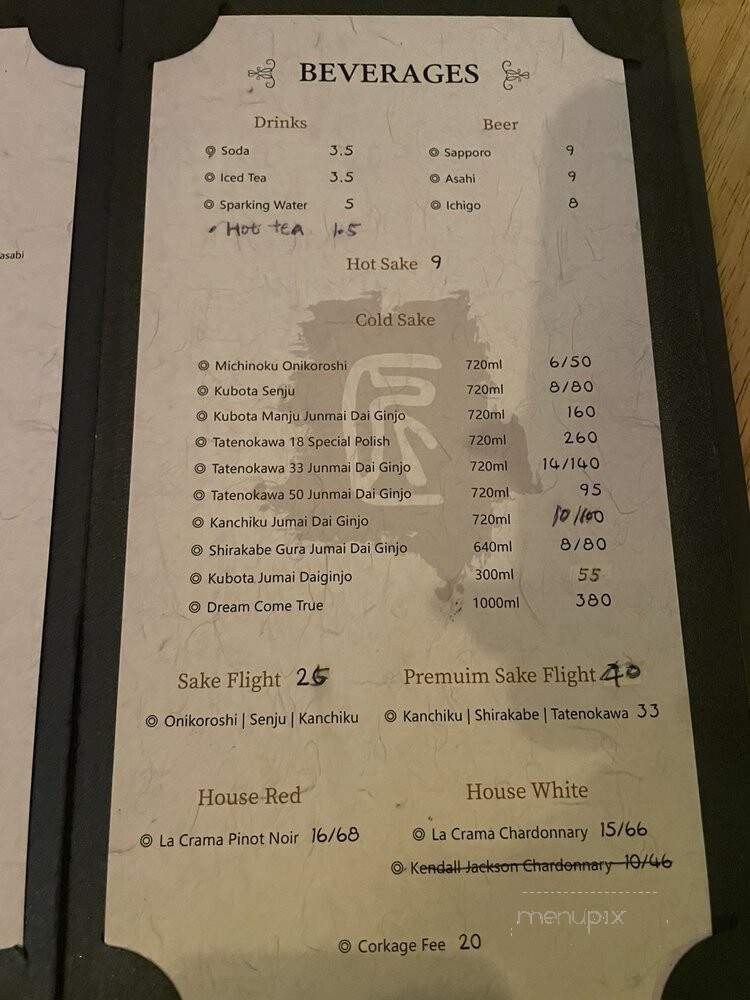 asabi
BEVERAGES
Drinks
Soda 3.5
Iced Tea 3.5
Sparking Water 5
Hot tea 1.5
Beer
Sapporo 9
Asahi 9
Ichigo 8
Hot Sake 9
Cold Sake
Michinoku Onikoroshi 720ml 6/50
Kubota Senju 720ml 8/80
Kubota Manju Junmai Dai Ginjo 720ml 160
Tatenokawa 18 Special Polish 720ml 260
Tatenokawa 33 Junmai Dai Ginjo 720ml 14/140
Tatenokawa 50 Junmai Dai Ginjo 720ml 95
Kanchiku Jumai Dai Ginjo 720ml 10/100
Shirakabe Gura Jumai Dai Ginjo 640ml 8/80
Kubota Jumai Daiginjo 300ml 55
Dream Come True 1000ml 380
Sake Flight
Onikoroshi | Senju | Kanchiku
Premuim Sake Flight 40
Kanchiku | Shirakabe | Tatenokawa 33
House Red
La Crama Pinot Noir 16/68
House White
La Crama Chardonnary 15/66
Kendall Jackson Chardonnary 10/46
Corkage Fee 20
menupix